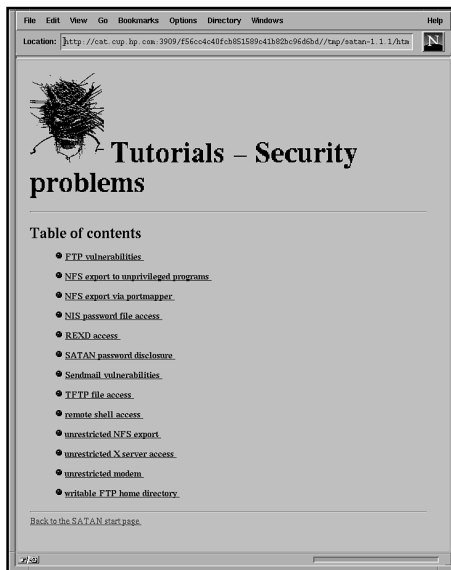 File Edit View Go Bookmarks Options Directory Windows Help
Location: http://cat.cup.hp.com:3909/f56cc4c40fcb851589c41b82bc96d6bd//tmp/satan-1.1.1/htm
N
Tutorials – Security
problems
Table of contents
FTP vulnerabilities
NFS export to unprivileged programs
NFS export via portmapper
NIS password file access
REXD access
SATAN password disclosure
Sendmail vulnerabilities
TFTP file access
remote shell access
unrestricted NFS export
unrestricted X server access
unrestricted modem
writable FTP home directory
Back to the SATAN start page.